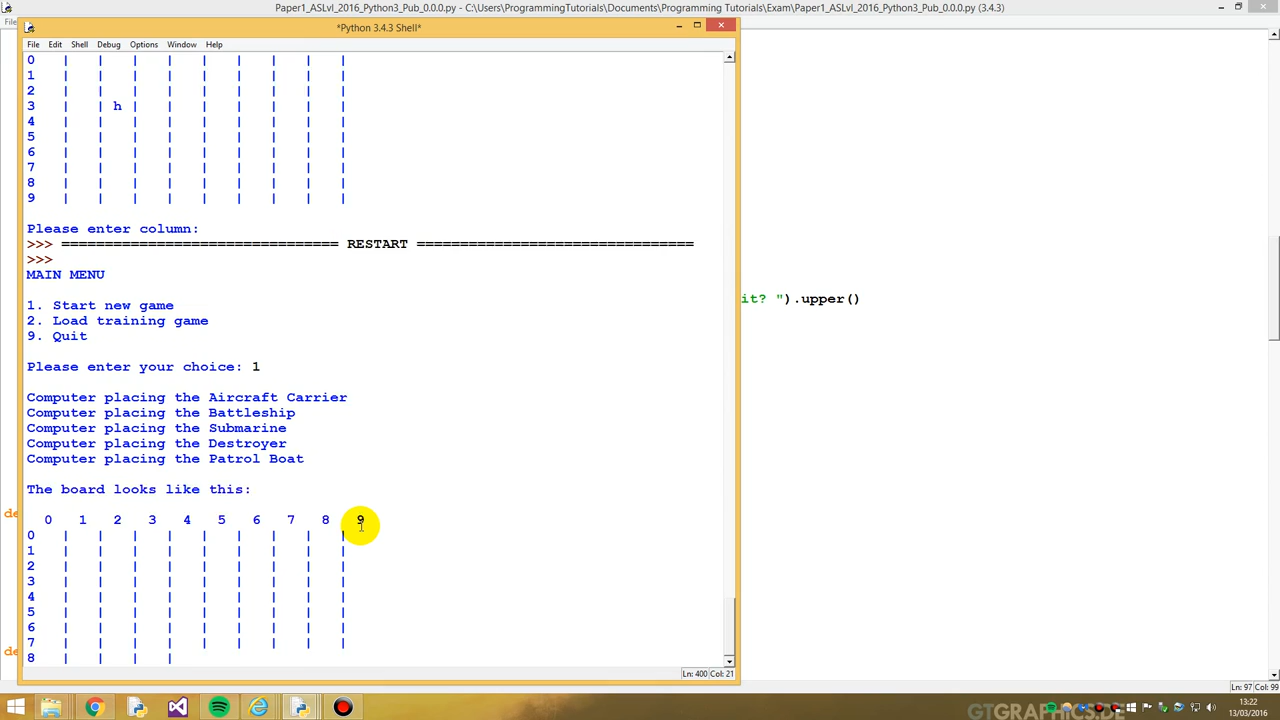 Paper1_ASLvl_2016_Python3_Pub_0.0.0.py - C:\Users\ProgrammingTutorials\Documents\Programming Tutorials\Exam\Paper1_ASLvl_2016_Python3_Pub_0.0.0.py (3.4.3)
*Python 3.4.3 Shell*
File Edit Shell Debug Options Window Help
0 | | | | | | | | |
1 | | | | | | | | |
2 | | | | | | | | |
3 | | h | | | | | | |
4 | | | | | | | | |
5 | | | | | | | | |
6 | | | | | | | | |
7 | | | | | | | | |
8 | | | | | | | | |
9 | | | | | | | | |
Please enter column:
>>> ================================ RESTART ================================
>>>
MAIN MENU
1. Start new game
2. Load training game
9. Quit
it? ").upper()
Please enter your choice: 1
Computer placing the Aircraft Carrier
Computer placing the Battleship
Computer placing the Submarine
Computer placing the Destroyer
Computer placing the Patrol Boat
The board looks like this:
0 1 2 3 4 5 6 7 8 9
0 | | | | | | | | |
1 | | | | | | | | |
2 | | | | | | | | |
3 | | | | | | | | |
4 | | | | | | | | |
5 | | | | | | | | |
6 | | | | | | | | |
7 | | | | | | | | |
8 | | | |
de
de
Ln: 400 Col: 21
Ln: 97 Col: 99
GTGRAPHICSDE
13:22
13/03/2016